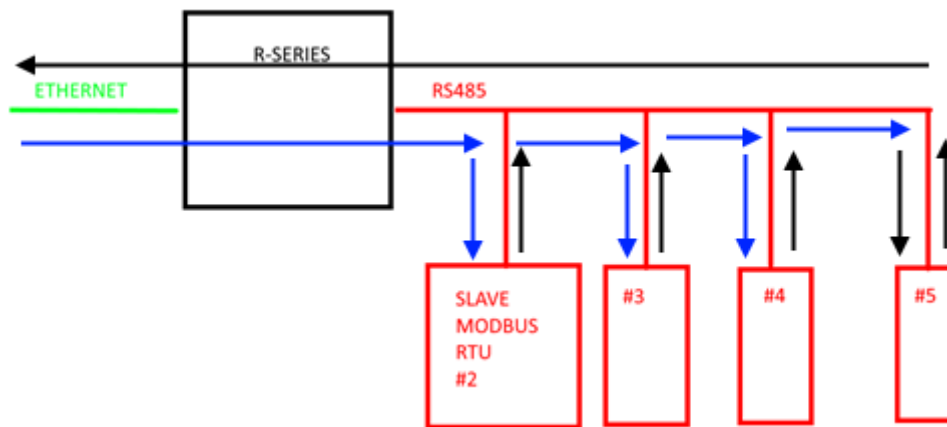 R-SERIES
ETHERNET
RS485
SLAVE
MODBUS
RTU
#2
#3
#4
#5